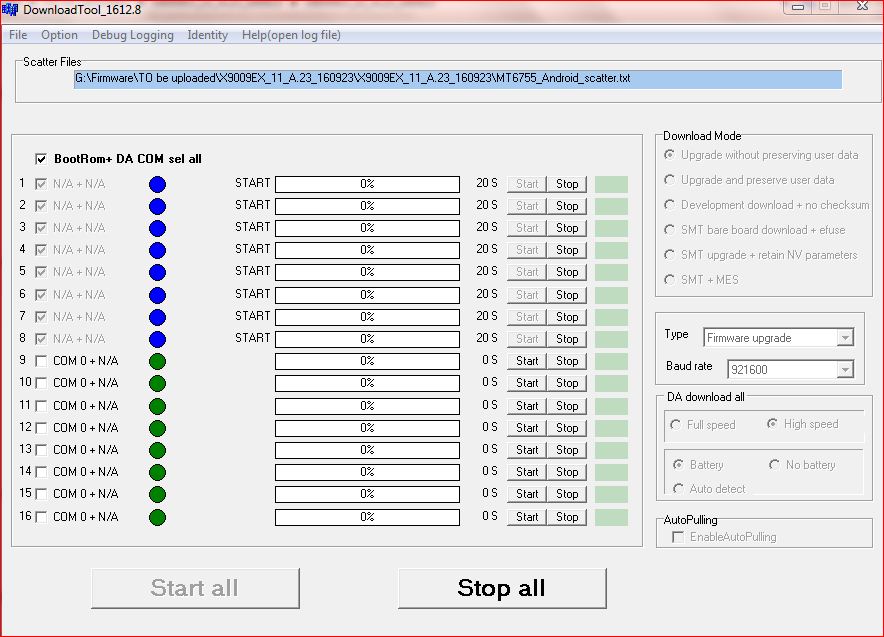 DownloadTool_1612.8
File Option Debug Logging Identity Help(open log file)
Scatter Files
G:\Firmware\TO be uploaded\X9009EX_11_A.23_160923\X9009EX_11_A.23_160923\MT6755_Android_scatter.txt
BootRom+ DA COM sel all
1 N/A + N/A START 0% 20 S Start Stop
2 N/A + N/A START 0% 20 S Start Stop
3 N/A + N/A START 0% 20 S Start Stop
4 N/A + N/A START 0% 20 S Start Stop
5 N/A + N/A START 0% 20 S Start Stop
6 N/A + N/A START 0% 20 S Start Stop
7 N/A + N/A START 0% 20 S Start Stop
8 N/A + N/A START 0% 20 S Start Stop
9 COM 0 + N/A 0% 0 S Start Stop
10 COM 0 + N/A 0% 0 S Start Stop
11 COM 0 + N/A 0% 0 S Start Stop
12 COM 0 + N/A 0% 0 S Start Stop
13 COM 0 + N/A 0% 0 S Start Stop
14 COM 0 + N/A 0% 0 S Start Stop
15 COM 0 + N/A 0% 0 S Start Stop
16 COM 0 + N/A 0% 0 S Start Stop
Start all Stop all
Download Mode
Upgrade without preserving user data
Upgrade and preserve user data
Development download + no checksum
SMT bare board download + efuse
SMT upgrade + retain NV parameters
SMT + MES
Type Firmware upgrade
Baud rate 921600
DA download all
Full speed High speed
Battery No battery
Auto detect
AutoPulling
EnableAutoPulling